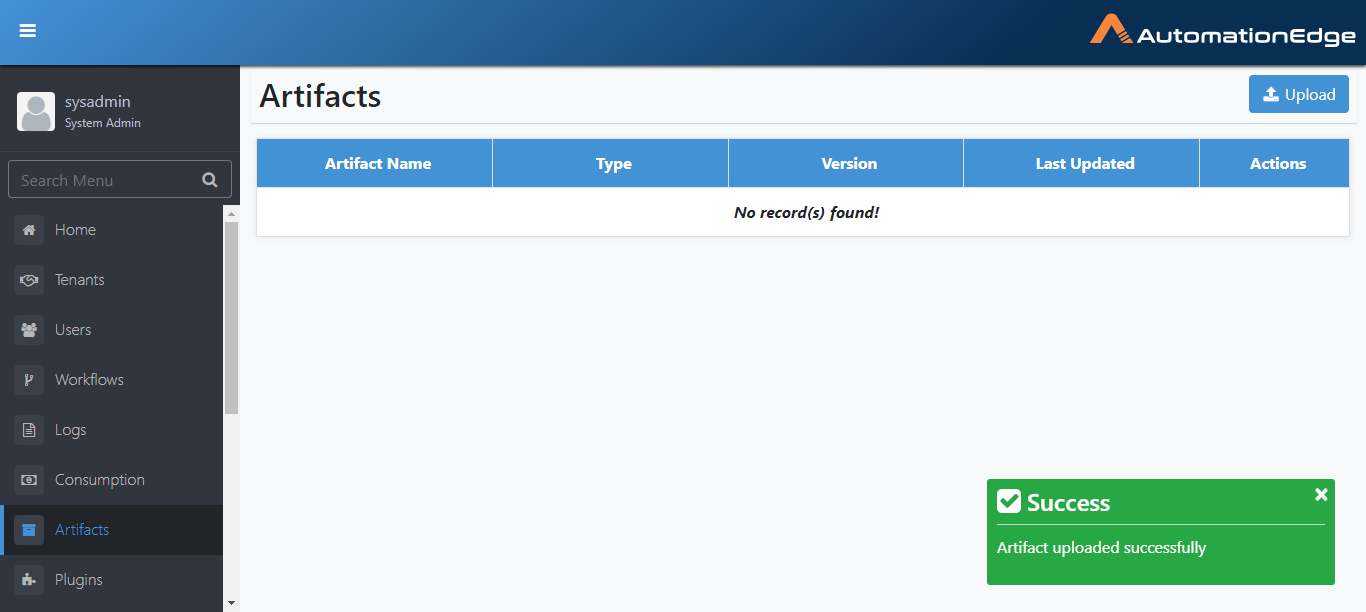 AutomationEdge
sysadmin
System Admin
Search Menu
Home
Tenants
Users
Workflows
Logs
Consumption
Artifacts
Plugins
Artifacts
Upload
Artifact Name Type Version Last Updated Actions
No record(s) found!
Success
Artifact uploaded successfully